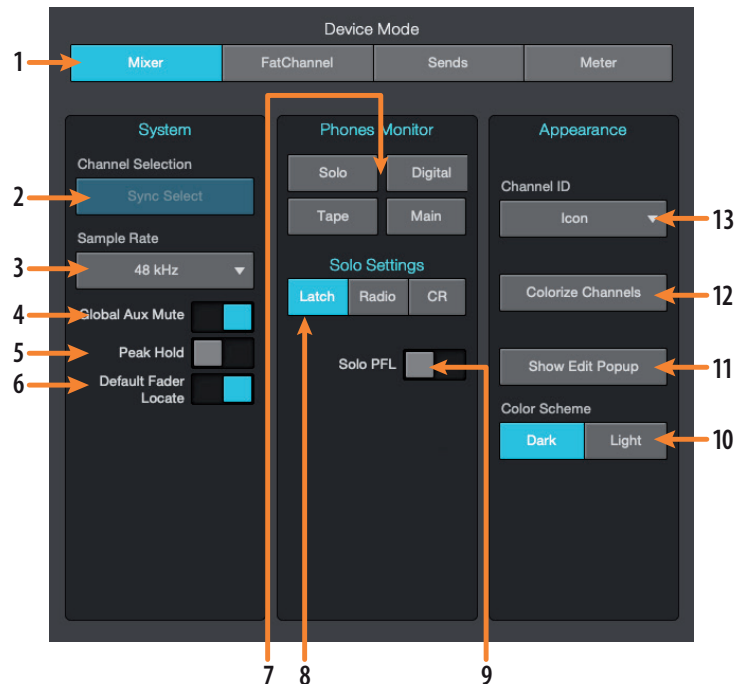 Device Mode
1
Mixer
FatChannel
Sends
Meter
System
Channel Selection
2
Sync Select
Sample Rate
3
48 kHz
4
Global Aux Mute
5
Peak Hold
6
Default Fader
Locate
Phones Monitor
Solo
Digital
Tape
Main
Solo Settings
Latch
Radio
CR
Solo PFL
Appearance
Channel ID
Icon
13
Colorize Channels
12
Show Edit Popup
11
Color Scheme
Dark
Light
10
7
8
9